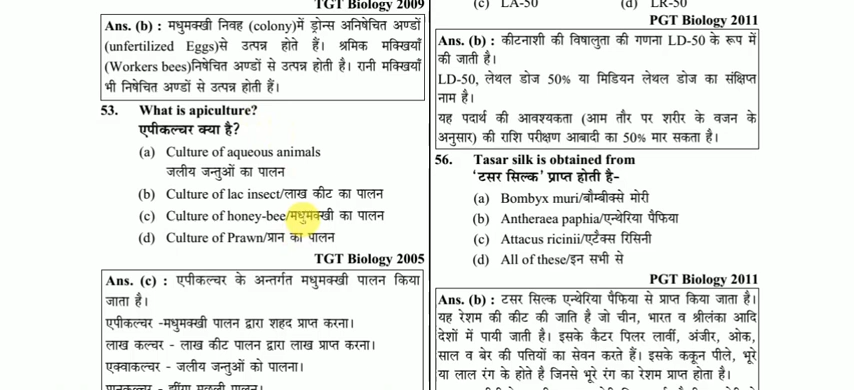 TGT Biology 2009
Ans. (b) : मधुमक्खी निवह (colony)में ड्रोन्स अनिषेचित अण्डों
(unfertilized Eggs)से उत्पन्न होते हैं। श्रमिक मक्खियाँ
(Workers bees)निषेचित अण्डों से उत्पन्न होती है। रानी मक्खियाँ
भी निषेचित अण्डों से उत्पन्न होती हैं।
53. What is apiculture?
एपीकल्चर क्या है?
(a) Culture of aqueous animals
जलीय जन्तुओं का पालन
(b) Culture of lac insect/लाख कीट का पालन
(c) Culture of honey-bee/मधुमक्खी का पालन
(d) Culture of Prawn/प्रान का पालन
TGT Biology 2005
Ans. (c) : एपीकल्चर के अन्तर्गत मधुमक्खी पालन किया
जाता है।
एपीकल्चर -मधुमक्खी पालन द्वारा शहद प्राप्त करना।
लाख कल्चर - लाख कीट पालन द्वारा लाख प्राप्त करना।
एक्वाकल्चर - जलीय जन्तुओं को पालना।
प्रानकल्चर - झींगा मछली पालन।
(c) LA-50 (d) LR-50
PGT Biology 2011
Ans. (b) : कीटनाशी की विषालुता की गणना LD-50 के रूप में
की जाती है।
LD-50, लेथल डोज 50% या मिडियन लेथल डोज का संक्षिप्त
नाम है।
यह पदार्थ की आवश्यकता (आम तौर पर शरीर के वजन के
अनुसार) की राशि परीक्षण आबादी का 50% मार सकता है।
56. Tasar silk is obtained from
'टसर सिल्क' प्राप्त होती है-
(a) Bombyx muri/बौम्बीक्से मोरी
(b) Antheraea paphia/एन्थेरिया पैफिया
(c) Attacus ricinii/एटैक्स रिसिनी
(d) All of these/इन सभी से
PGT Biology 2011
Ans. (b) : टसर सिल्क एन्थेरिया पैफिया से प्राप्त किया जाता है।
यह रेशम की कीट की जाति है जो चीन, भारत व श्रीलंका आदि
देशों में पायी जाती है। इसके कैटर पिलर लार्वी, अंजीर, ओक,
साल व बेर की पत्तियों का सेवन करते हैं। इसके ककून पीले, भूरे
या लाल रंग के होते है जिनसे भूरे रंग का रेशम प्राप्त होता है।